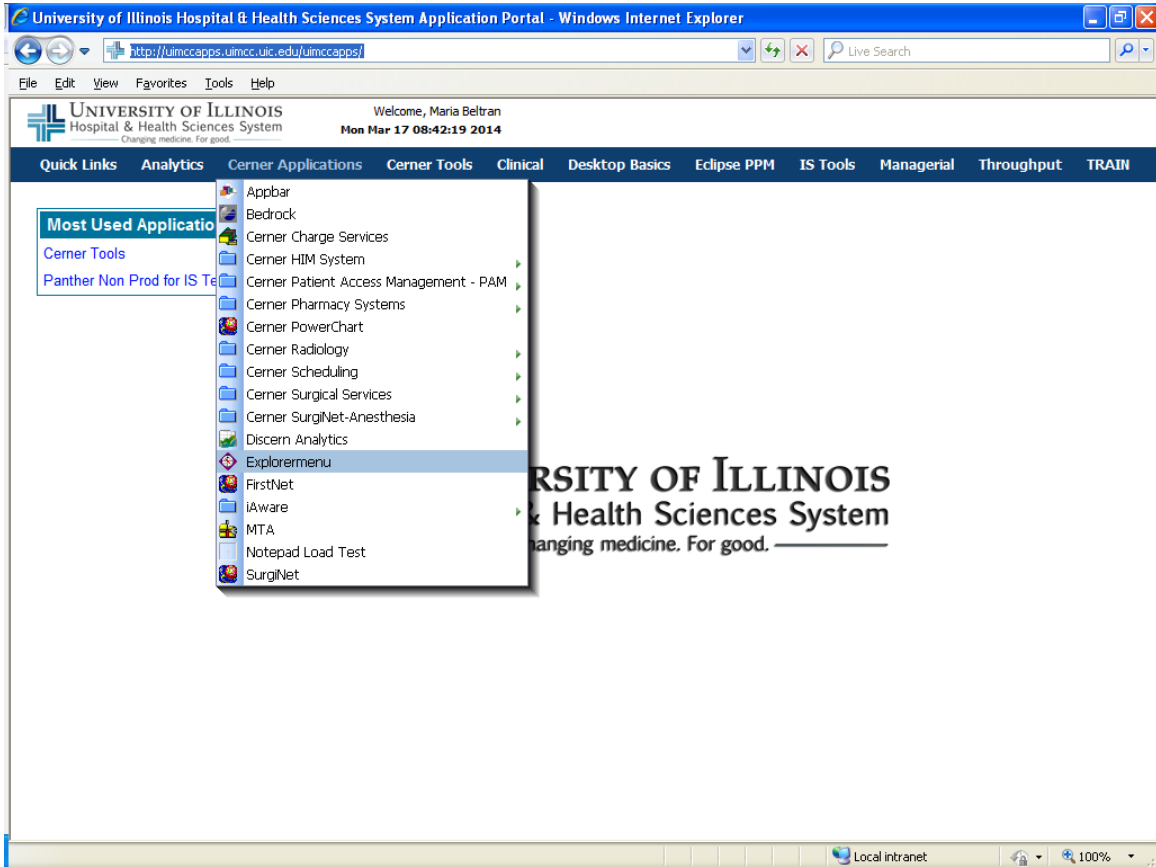 University of Illinois Hospital & Health Sciences System Application Portal - Windows Internet Explorer
http://uimccapps.uimcc.uic.edu/uimccapps/
Live Search
File Edit View Favorites Tools Help
UNIVERSITY OF ILLINOIS
Hospital & Health Sciences System
Changing medicine. For good.
Welcome, Maria Beltran
Mon Mar 17 08:42:19 2014
Quick Links Analytics Cerner Applications Cerner Tools Clinical Desktop Basics Eclipse PPM IS Tools Managerial Throughput TRAIN
Most Used Applicatio
Cerner Tools
Panther Non Prod for IS Te
Appbar
Bedrock
Cerner Charge Services
Cerner HIM System
Cerner Patient Access Management - PAM
Cerner Pharmacy Systems
Cerner PowerChart
Cerner Radiology
Cerner Scheduling
Cerner Surgical Services
Cerner SurgiNet-Anesthesia
Discern Analytics
Explorermenu
FirstNet
iAware
MTA
Notepad Load Test
SurgiNet
RSITY OF ILLINOIS
& Health Sciences System
hanging medicine. For good.
Local intranet
100%